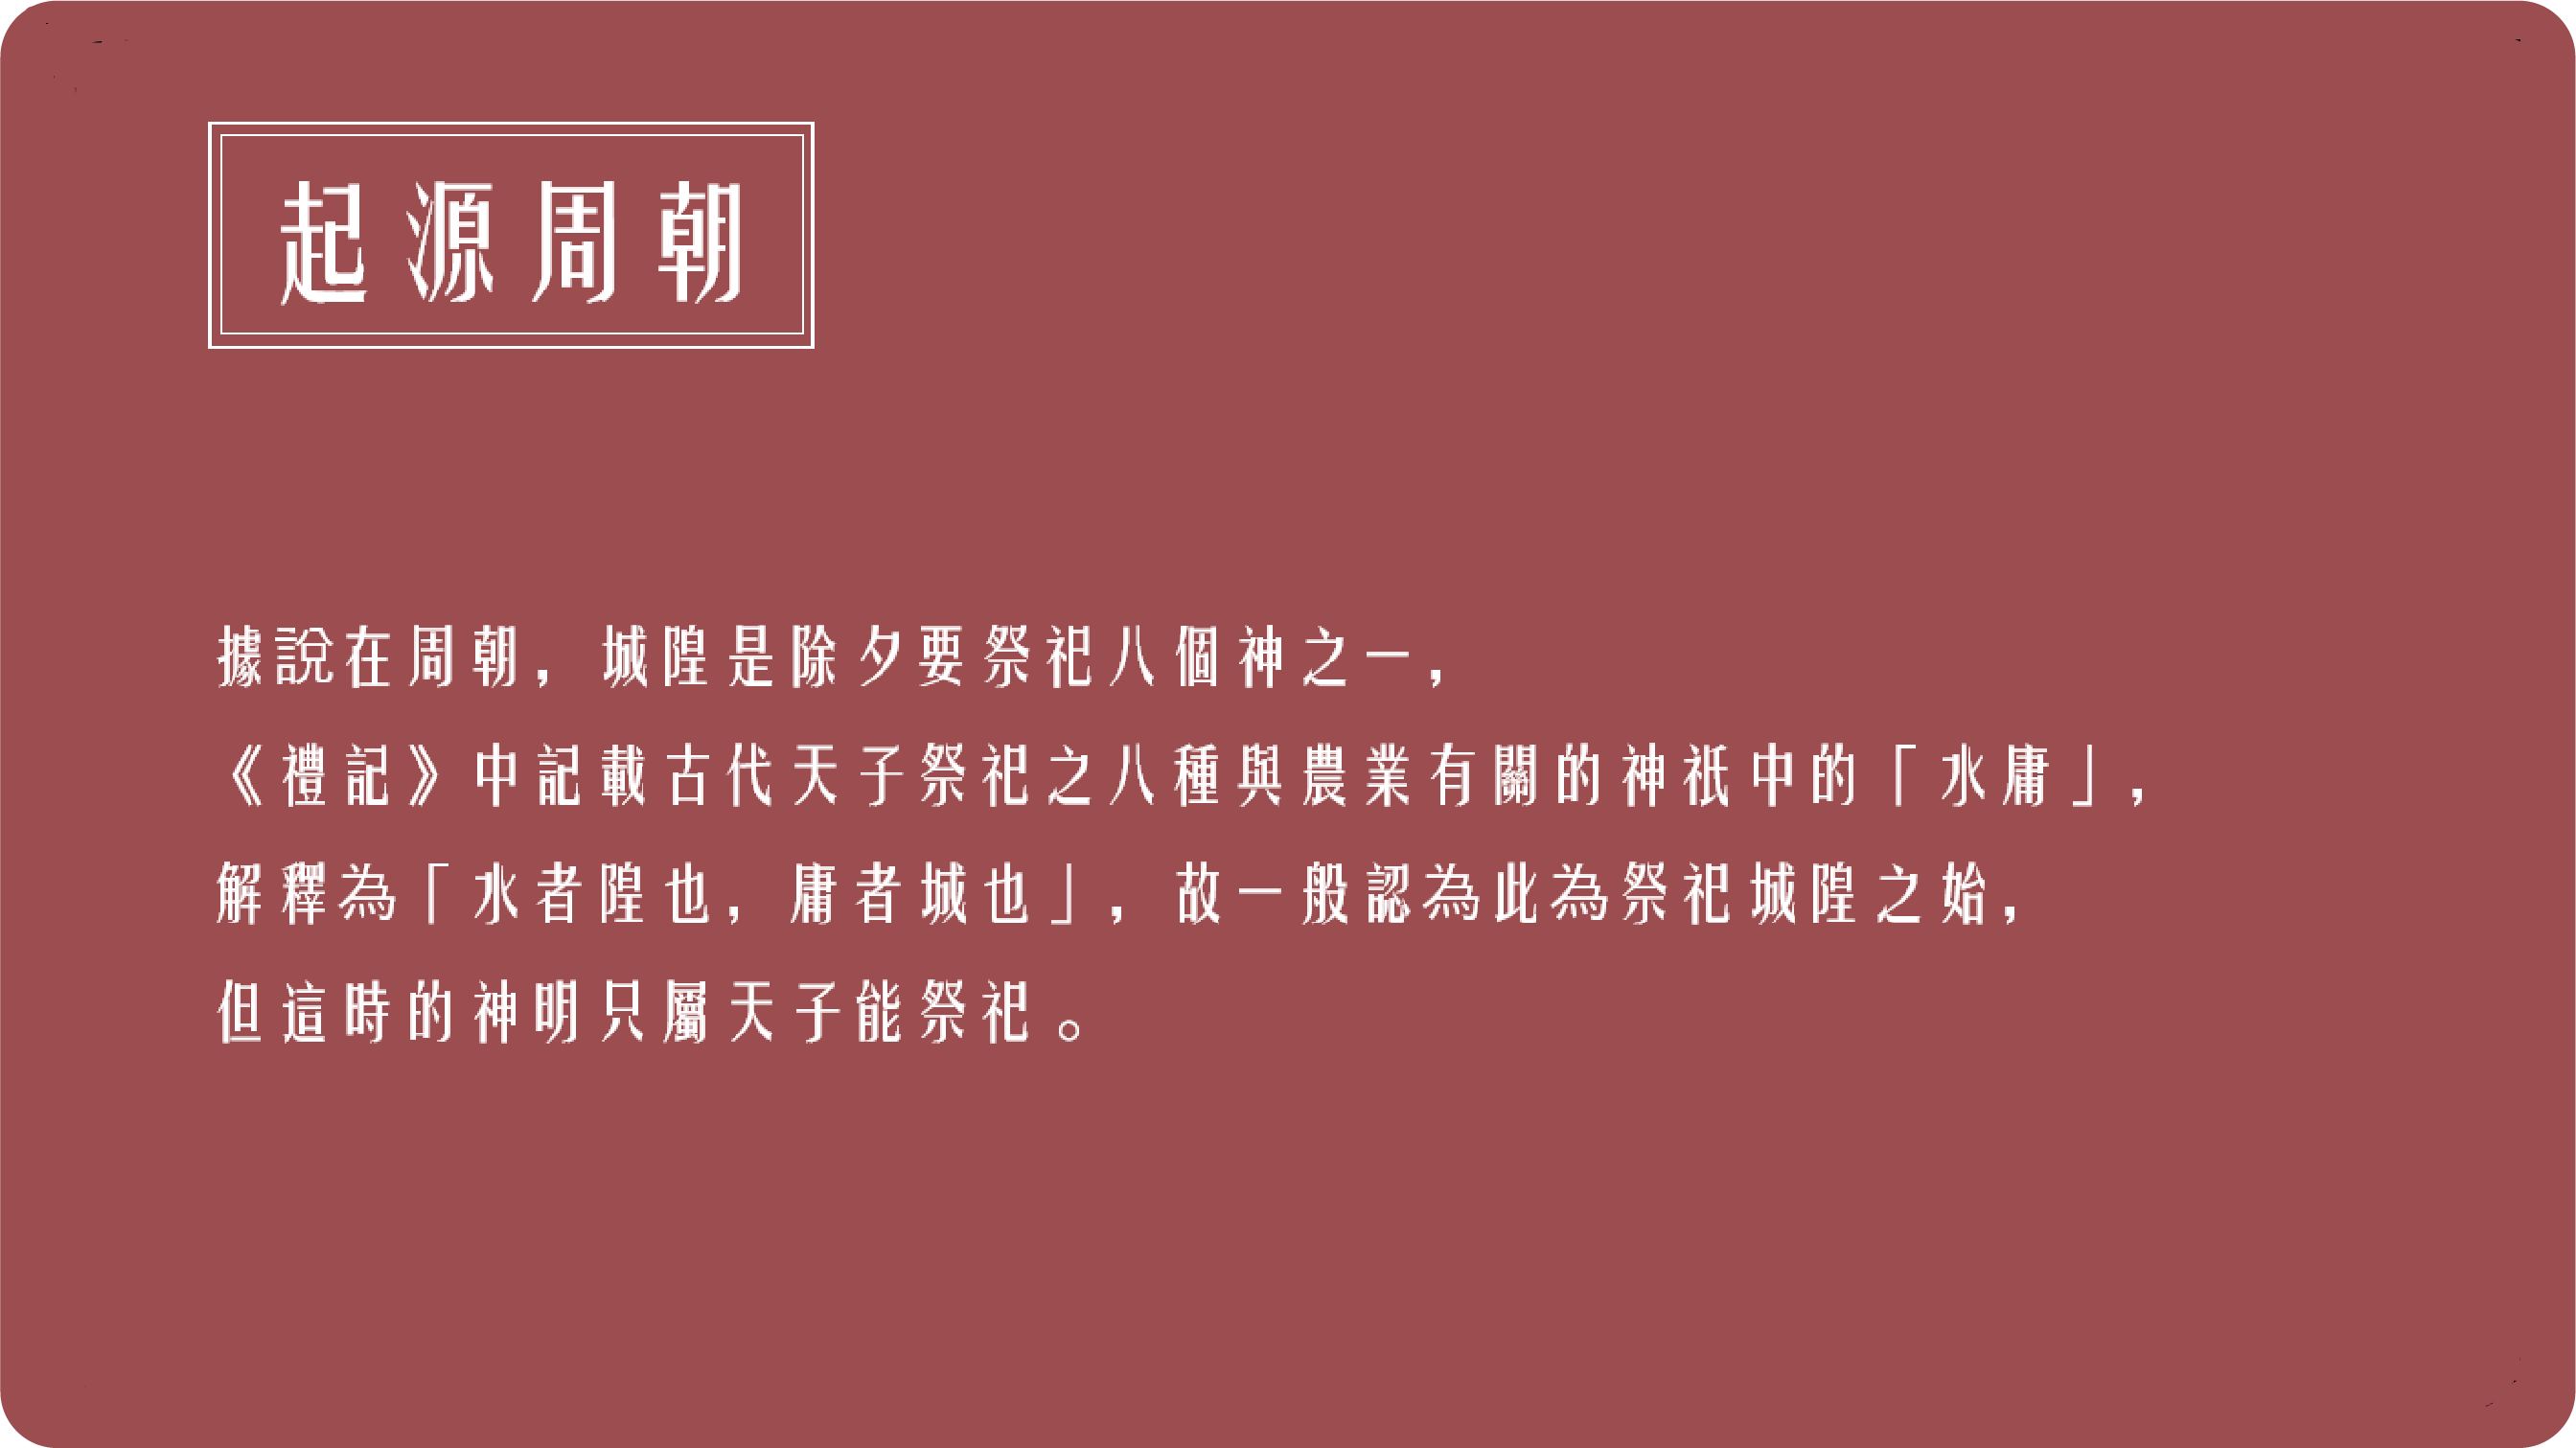 起源周朝
據說在周朝，城隍是除夕要祭祀八個神之一，
《禮記》中記載古代天子祭祀之八種與農業有關的神祇中的「水庸」，
解釋為「水者隍也，庸者城也」，故一般認為此為祭祀城隍之始，
但這時的神明只屬天子能祭祀。